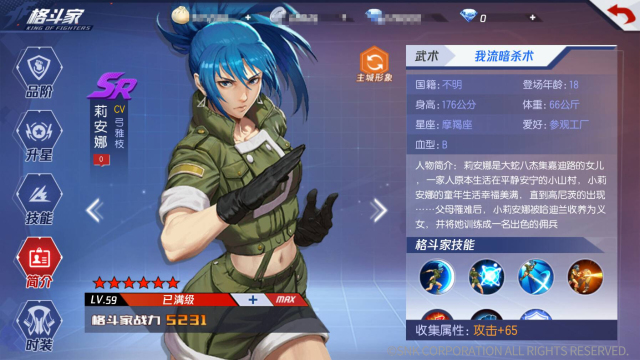 格斗家
KING OF FIGHTERS
0
武术
我流暗杀术
品阶
升星
技能
简介
时装
SR
莉安娜
CV
弓雅枝
0
主城形象
国籍:不明
登场年龄:18
身高:176公分
体重:66公斤
星座:摩羯座
爱好:参观工厂
血型:B
人物简介:莉安娜是大蛇八杰集嘉迪路的女儿
,一家人原本生活在平静安宁的小山村,小莉
安娜的童年生活幸福美满,直到高尼茨的出现
……父母罹难后,小莉安娜被哈迪兰收养为义
女,并将她训练成一名出色的佣兵
格斗家技能
LV.59
已满级
MAX
格斗家战力 5231
收集属性:攻击+65
CORPORATION ALL RIGHTS RESERVED.